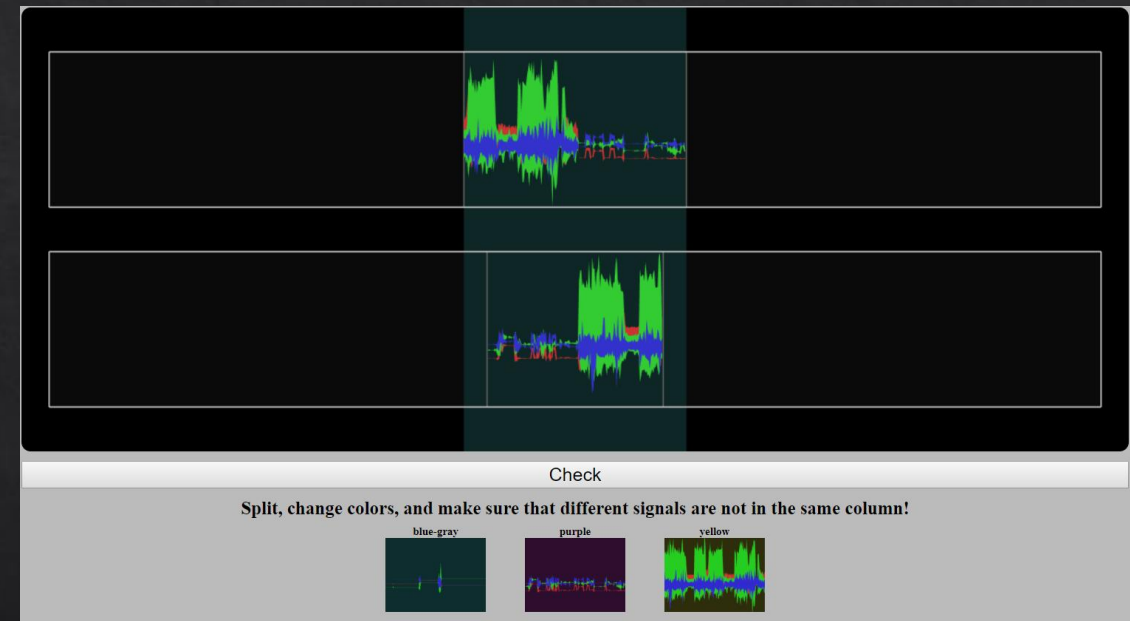 Check
Split, change colors, and make sure that different signals are not in the same column!
blue-gray purple yellow